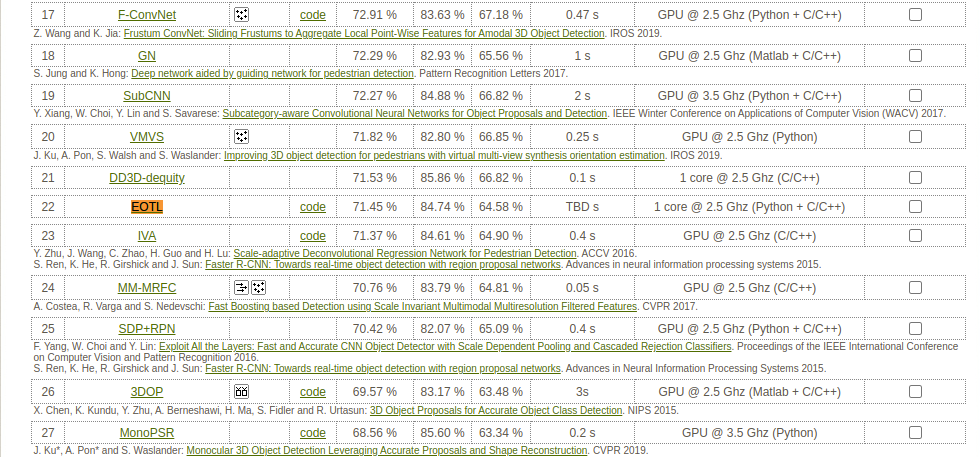 17 F-ConvNet code 72.91 % 83.63 % 67.18 % 0.47 s GPU @ 2.5 Ghz (Python + C/C++)
Z. Wang and K. Jia: Frustum ConvNet: Sliding Frustums to Aggregate Local Point-Wise Features for Amodal 3D Object Detection. IROS 2019.
18 GN 72.29 % 82.93 % 65.56 % 1 s GPU @ 2.5 Ghz (Matlab + C/C++)
S. Jung and K. Hong: Deep network aided by guiding network for pedestrian detection. Pattern Recognition Letters 2017.
19 SubCNN 72.27 % 84.88 % 66.82 % 2 s GPU @ 3.5 Ghz (Python + C/C++)
Y. Xiang, W. Choi, Y. Lin and S. Savarese: Subcategory-aware Convolutional Neural Networks for Object Proposals and Detection. IEEE Winter Conference on Applications of Computer Vision (WACV) 2017.
20 VMVS 71.82 % 82.80 % 66.85 % 0.25 s GPU @ 2.5 Ghz (Python)
J. Ku, A. Pon, S. Walsh and S. Waslander: Improving 3D object detection for pedestrians with virtual multi-view synthesis orientation estimation. IROS 2019.
21 DD3D-dequity 71.53 % 85.86 % 66.82 % 0.1 s 1 core @ 2.5 Ghz (C/C++)
22 EOTL code 71.45 % 84.74 % 64.58 % TBD s 1 core @ 2.5 Ghz (Python + C/C++)
23 IVA code 71.37 % 84.61 % 64.90 % 0.4 s GPU @ 2.5 Ghz (C/C++)
Y. Zhu, J. Wang, C. Zhao, H. Guo and H. Lu: Scale-adaptive Deconvolutional Regression Network for Pedestrian Detection. ACCV 2016.
S. Ren, K. He, R. Girshick and J. Sun: Faster R-CNN: Towards real-time object detection with region proposal networks. Advances in neural information processing systems 2015.
24 MM-MRFC 70.76 % 83.79 % 64.81 % 0.05 s GPU @ 2.5 Ghz (C/C++)
A. Costea, R. Varga and S. Nedevschi: Fast Boosting based Detection using Scale Invariant Multimodal Multiresolution Filtered Features. CVPR 2017.
25 SDP+RPN 70.42 % 82.07 % 65.09 % 0.4 s GPU @ 2.5 Ghz (Python + C/C++)
F. Yang, W. Choi and Y. Lin: Exploit All the Layers: Fast and Accurate CNN Object Detector with Scale Dependent Pooling and Cascaded Rejection Classifiers. Proceedings of the IEEE International Conference
on Computer Vision and Pattern Recognition 2016.
S. Ren, K. He, R. Girshick and J. Sun: Faster R-CNN: Towards real-time object detection with region proposal networks. Advances in Neural Information Processing Systems 2015.
26 3DOP code 69.57 % 83.17 % 63.48 % 3s GPU @ 2.5 Ghz (Matlab + C/C++)
X. Chen, K. Kundu, Y. Zhu, A. Berneshawi, H. Ma, S. Fidler and R. Urtasun: 3D Object Proposals for Accurate Object Class Detection. NIPS 2015.
27 MonoPSR code 68.56 % 85.60 % 63.34 % 0.2 s GPU @ 3.5 Ghz (Python)
J. Ku*, A. Pon* and S. Waslander: Monocular 3D Object Detection Leveraging Accurate Proposals and Shape Reconstruction. CVPR 2019.